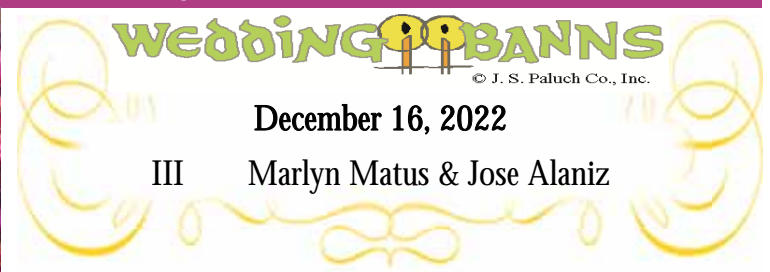 WEDDING BANNS
© J. S. Paluch Co., Inc.
December 16, 2022
III Marlyn Matus & Jose Alaniz